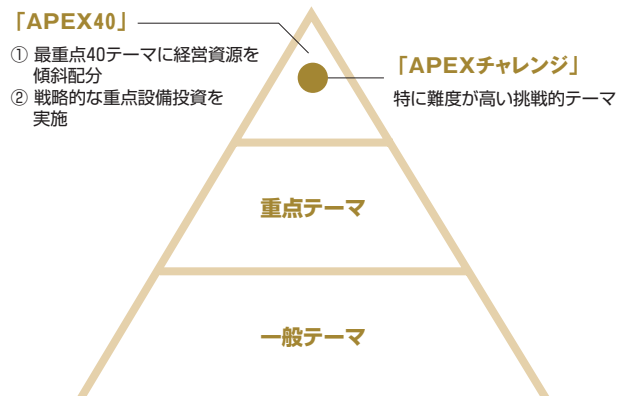 「APEX40」
① 最重点40テーマに経営資源を
傾斜配分
② 戦略的な重点設備投資を
実施
「APEXチャレンジ」
特に難度が高い挑戦的テーマ
重点テーマ
一般テーマ